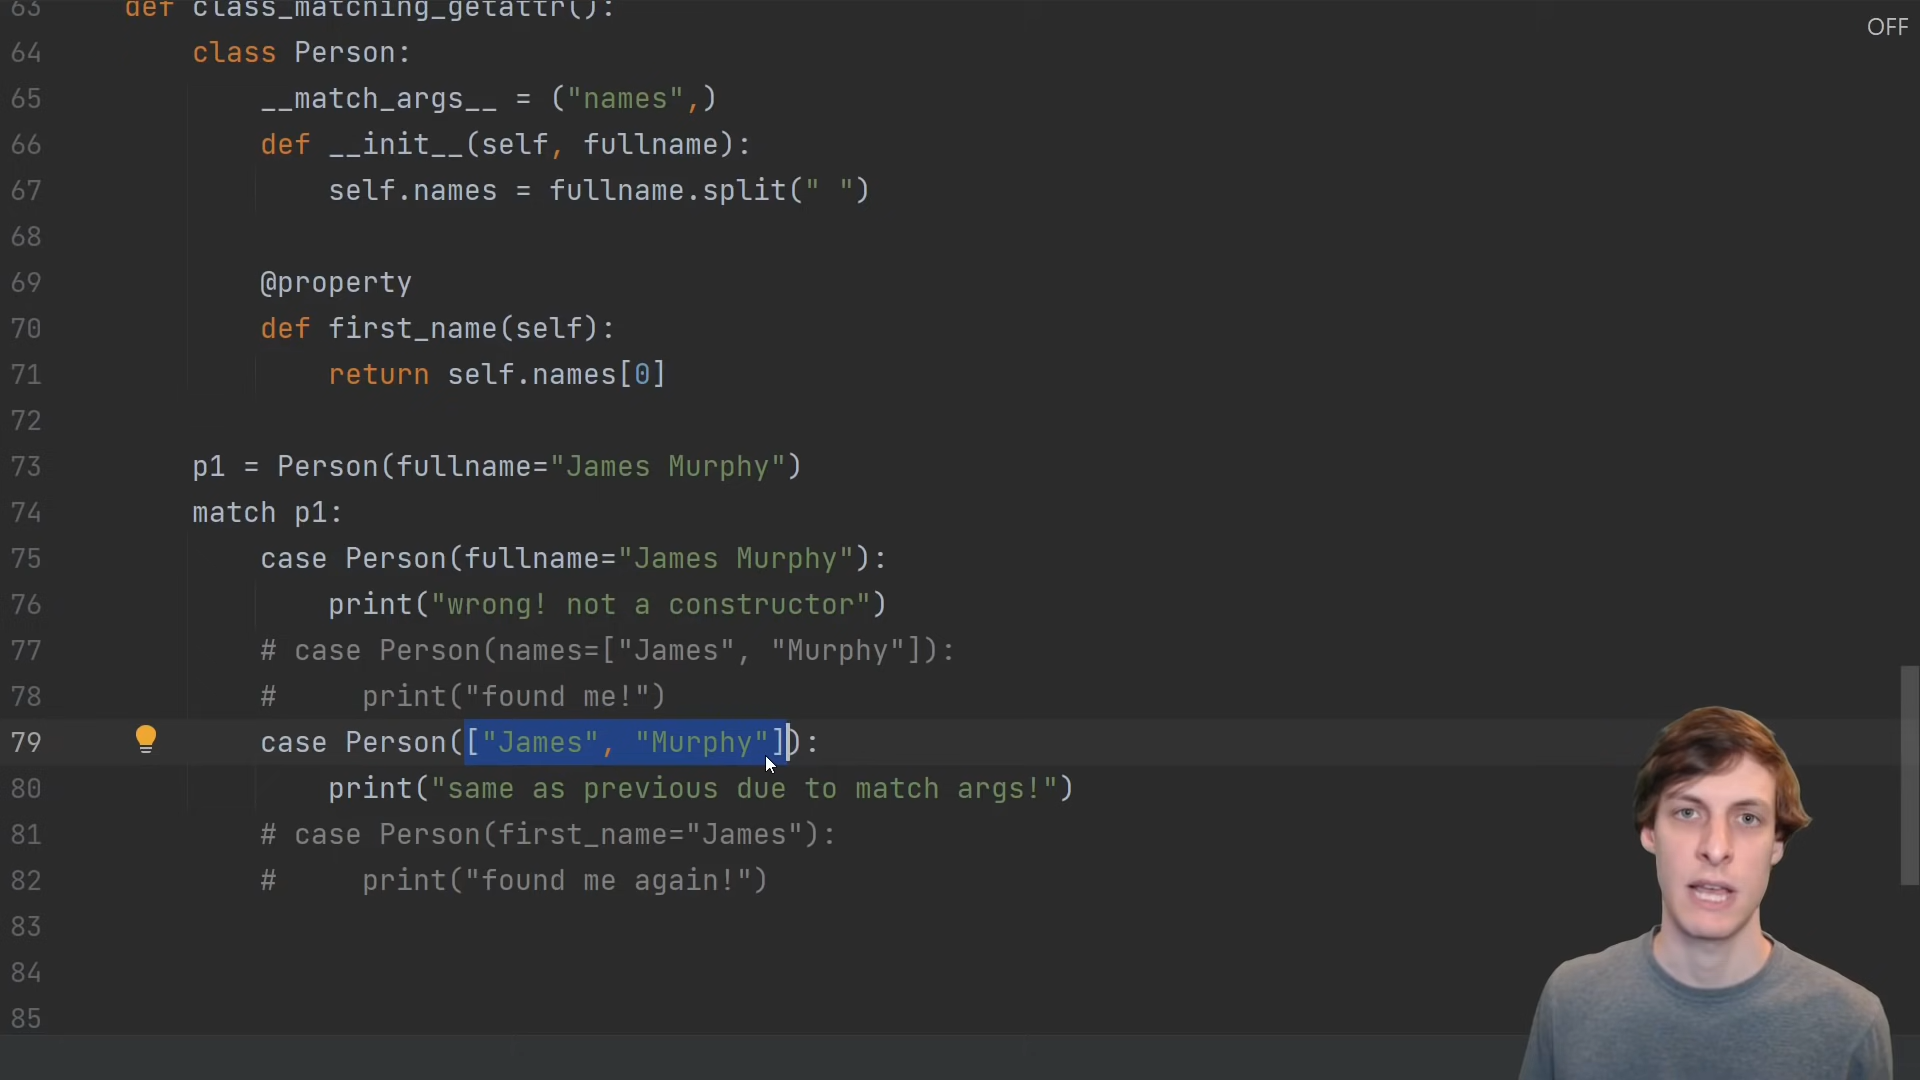 OFF
63 def class_matching_getattr():
64 class Person:
65 __match_args__ = ("names",)
66 def __init__(self, fullname):
67 self.names = fullname.split(" ")
68
69 @property
70 def first_name(self):
71 return self.names[0]
72
73 p1 = Person(fullname="James Murphy")
74 match p1:
75 case Person(fullname="James Murphy"):
76 print("wrong! not a constructor")
77 # case Person(names=["James", "Murphy"]):
78 #     print("found me!")
79 case Person(["James", "Murphy"]):
80 print("same as previous due to match args!")
81 # case Person(first_name="James"):
82 #     print("found me again!")
83
84
85